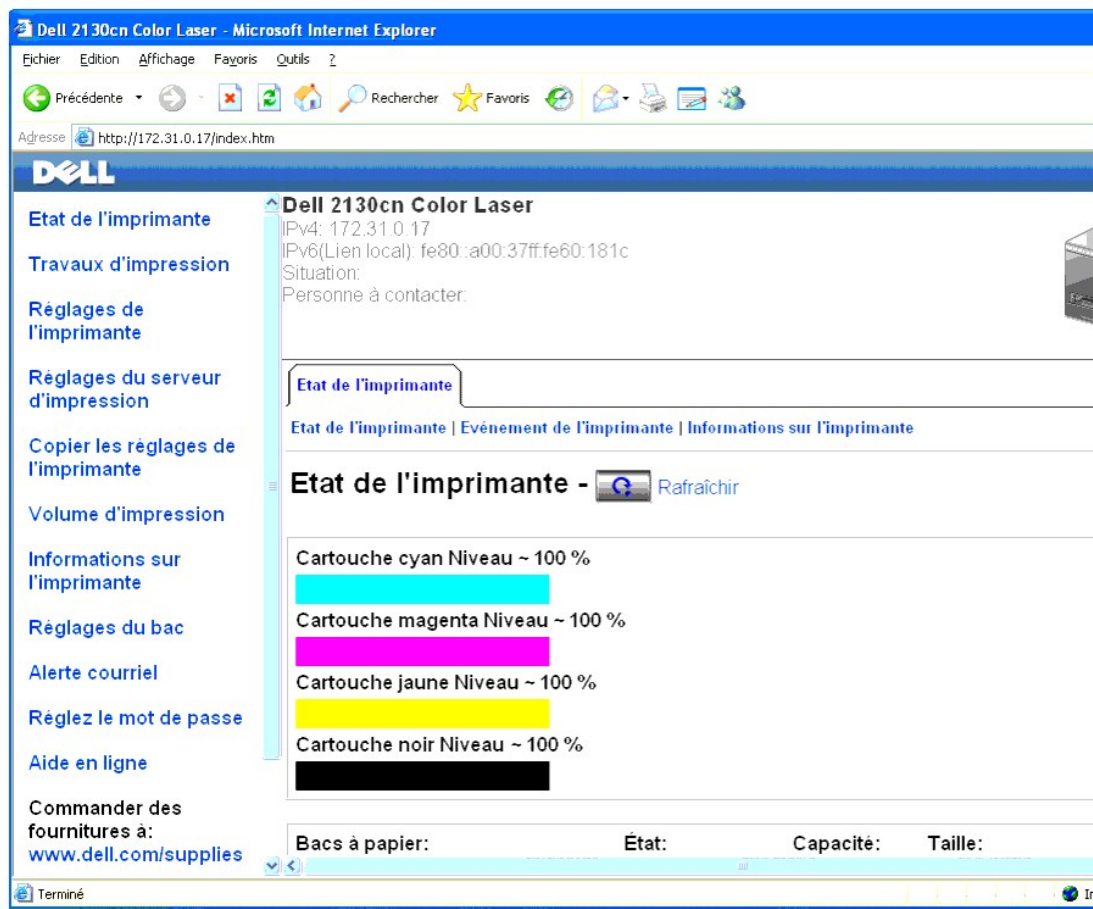 Dell 2130cn Color Laser - Microsoft Internet Explorer
Fichier Edition Affichage Favoris Outils ?
Précédente Rechercher Favoris
Adresse http://172.31.0.17/index.htm
DELL
Etat de l'imprimante
Travaux d'impression
Réglages de
l'imprimante
Réglages du serveur
d'impression
Copier les réglages de
l'imprimante
Volume d'impression
Informations sur
l'imprimante
Réglages du bac
Alerte courriel
Réglez le mot de passe
Aide en ligne
Commander des
fournitures à:
www.dell.com/supplies
Dell 2130cn Color Laser
IPv4: 172.31.0.17
IPv6(Lien local): fe80::a00:37ff:fe60:181c
Situation:
Personne à contacter:
Etat de l'imprimante
Etat de l'imprimante | Evénement de l'imprimante | Informations sur l'imprimante
Etat de l'imprimante - Rafraîchir
Cartouche cyan Niveau ~ 100 %
Cartouche magenta Niveau ~ 100 %
Cartouche jaune Niveau ~ 100 %
Cartouche noir Niveau ~ 100 %
Bacs à papier: État: Capacité: Taille:
Terminé